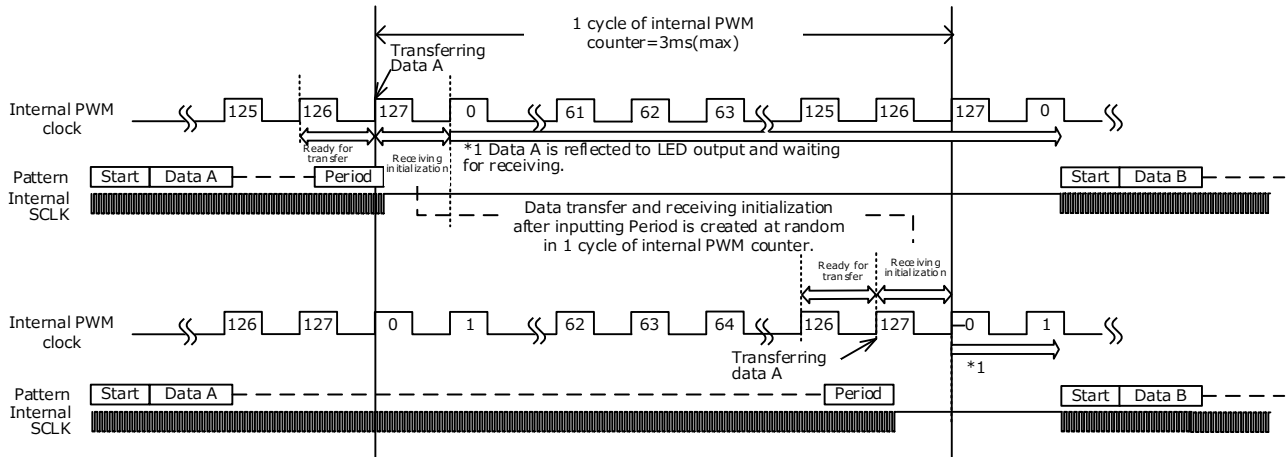 1 cycle of internal PWM
counter=3ms(max)
Transferring
Data A
Internal PWM
clock
125 126 127 0 61 62 63 125 126 127 0
Ready for
transfer
Receiving
initialization
*1 Data A is reflected to LED output and waiting
for receiving.
Pattern
Start Data A Period Start Data B
Internal
SCLK
Data transfer and receiving initialization
after inputting Period is created at random
in 1 cycle of internal PWM counter.
Ready for
transfer
Receiving
initialization
Internal PWM
clock
126 127 0 1 62 63 64 126 127 0 1
Transferring
data A
*1
Pattern
Start Data A Period Start Data B
Internal
SCLK